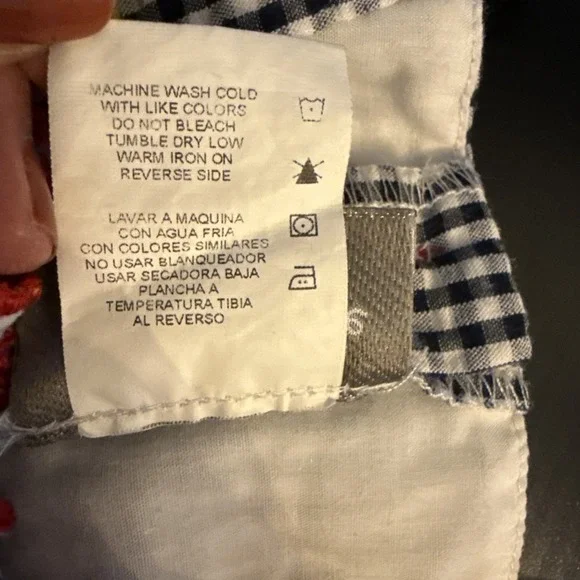 MACHINE WASH COLD
WITH LIKE COLORS
DO NOT BLEACH
TUMBLE DRY LOW
WARM IRON ON
REVERSE SIDE
LAVAR A MAQUINA
CON AGUA FRIA
CON COLORES SIMILARES
NO USAR BLANQUEADOR
USAR SECADORA BAJA
PLANCHA A
TEMPERATURA TIBIA
AL REVERSO